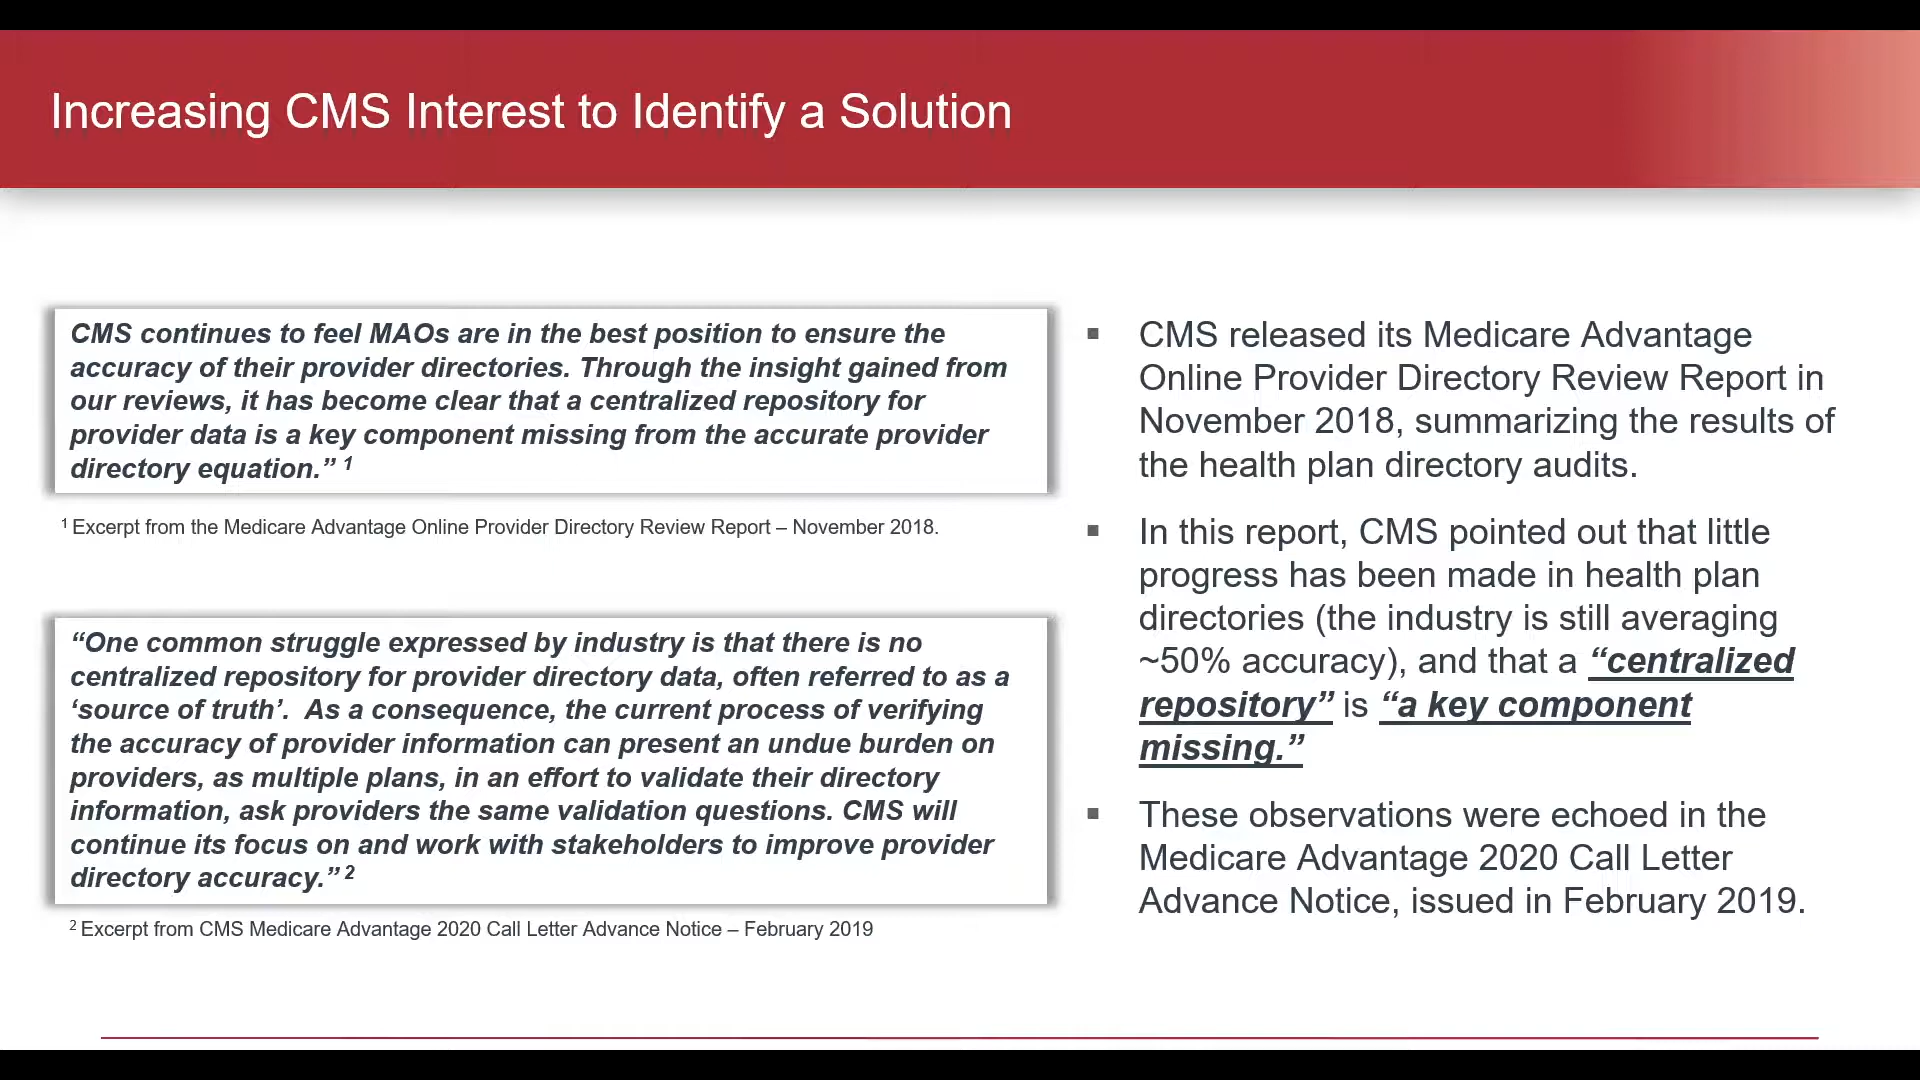 Increasing CMS Interest to Identify a Solution
CMS continues to feel MAOs are in the best position to ensure the
accuracy of their provider directories. Through the insight gained from
our reviews, it has become clear that a centralized repository for
provider data is a key component missing from the accurate provider
directory equation.” 1
1 Excerpt from the Medicare Advantage Online Provider Directory Review Report – November 2018.
“One common struggle expressed by industry is that there is no
centralized repository for provider directory data, often referred to as a
‘source of truth’.  As a consequence, the current process of verifying
the accuracy of provider information can present an undue burden on
providers, as multiple plans, in an effort to validate their directory
information, ask providers the same validation questions. CMS will
continue its focus on and work with stakeholders to improve provider
directory accuracy.” 2
2 Excerpt from CMS Medicare Advantage 2020 Call Letter Advance Notice – February 2019
▪ CMS released its Medicare Advantage
Online Provider Directory Review Report in
November 2018, summarizing the results of
the health plan directory audits.
▪ In this report, CMS pointed out that little
progress has been made in health plan
directories (the industry is still averaging
~50% accuracy), and that a “centralized
repository” is “a key component
missing.”
▪ These observations were echoed in the
Medicare Advantage 2020 Call Letter
Advance Notice, issued in February 2019.